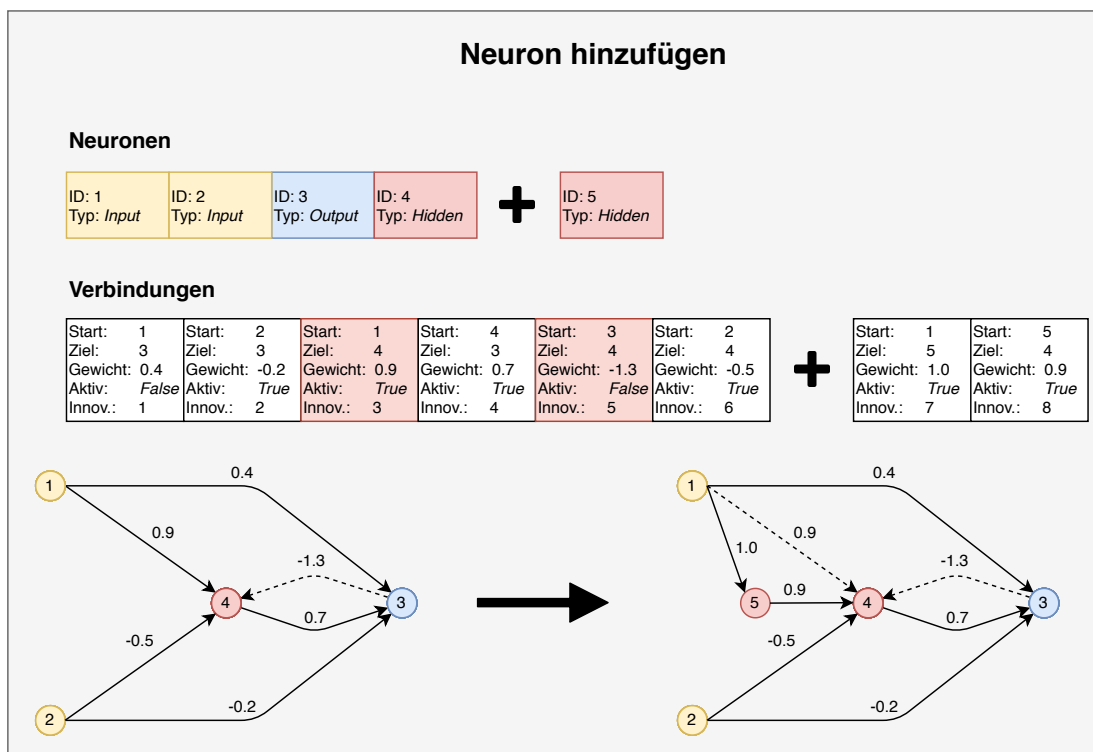 Neuron hinzufügen
Neuronen
ID: 1 ID: 2 ID: 3 ID: 4 ID: 5
Typ: Input Typ: Input Typ: Output Typ: Hidden Typ: Hidden
Verbindungen
Start: 1 Start: 2 Start: 1 Start: 4 Start: 3 Start: 2 Start: 1 Start: 5
Ziel: 3 Ziel: 3 Ziel: 4 Ziel: 3 Ziel: 4 Ziel: 4 Ziel: 5 Ziel: 4
Gewicht: 0.4 Gewicht: -0.2 Gewicht: 0.9 Gewicht: 0.7 Gewicht: -1.3 Gewicht: -0.5 Gewicht: 1.0 Gewicht: 0.9
Aktiv: False Aktiv: True Aktiv: True Aktiv: True Aktiv: False Aktiv: True Aktiv: True Aktiv: True
Innov.: 1 Innov.: 2 Innov.: 3 Innov.: 4 Innov.: 5 Innov.: 6 Innov.: 7 Innov.: 8
0.4
1
0.9
-1.3
4
3
0.7
-0.5
-0.2
2
0.4
1
0.9
1.0
-1.3
0.9
5
4
3
0.7
-0.5
-0.2
2